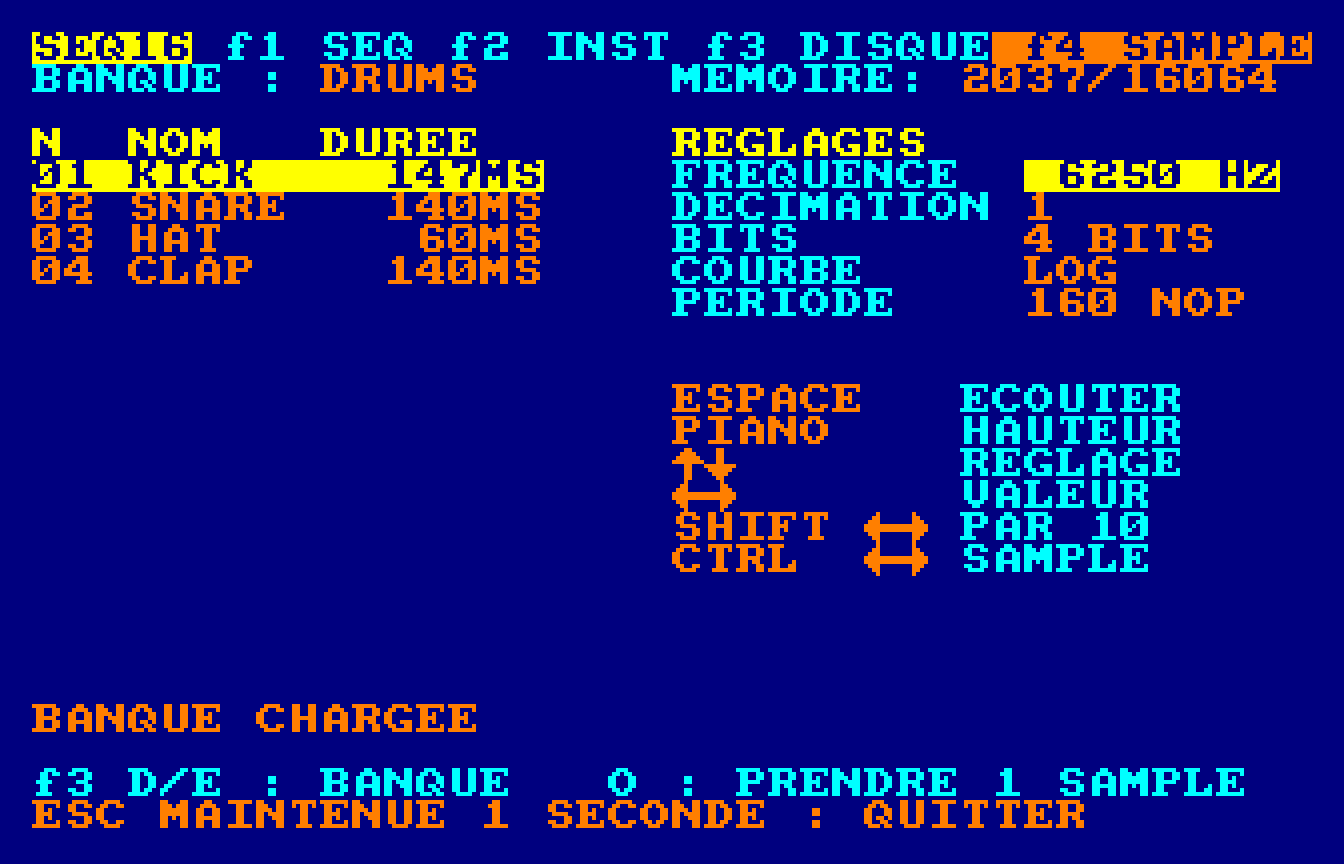 SEQ16 f1 SEQ f2 INST f3 DISQUE f4 SAMPLE
BANQUE : DRUMS MEMOIRE: 2037/16064
N NOM DUREE REGLAGES
01 KICK 147MS FREQUENCE 6250 HZ
02 SNARE 140MS DECIMATION 1
03 HAT 60MS BITS 4 BITS
04 CLAP 140MS COURBE LOG
PERIODE 160 NOP
ESPACE ECOUTER
PIANO HAUTEUR
↑↓ REGLAGE
←→ VALEUR
SHIFT ←→ PAR 10
CTRL ←→ SAMPLE
BANQUE CHARGEE
f3 D/E : BANQUE O : PRENDRE 1 SAMPLE
ESC MAINTENUE 1 SECONDE : QUITTER